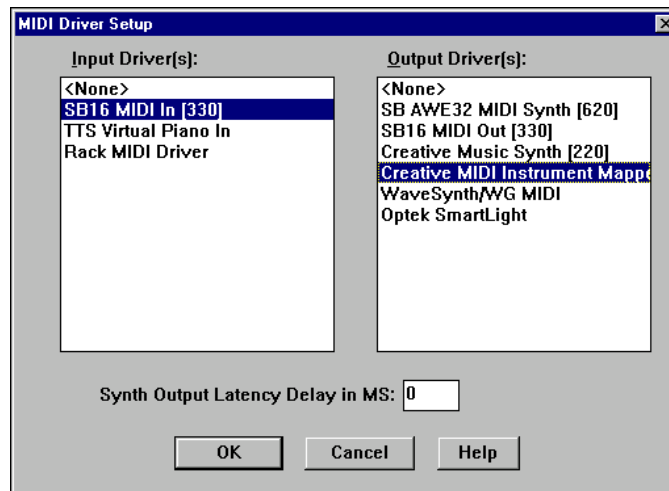 MIDI Driver Setup
Input Driver(s):
<None>
SB16 MIDI In [330]
TTS Virtual Piano In
Rack MIDI Driver
Output Driver(s):
<None>
SB AWE32 MIDI Synth [620]
SB16 MIDI Out [330]
Creative Music Synth [220]
Creative MIDI Instrument Mappe
WaveSynth/WG MIDI
Optek SmartLight
Synth Output Latency Delay in MS: 0
OK Cancel Help